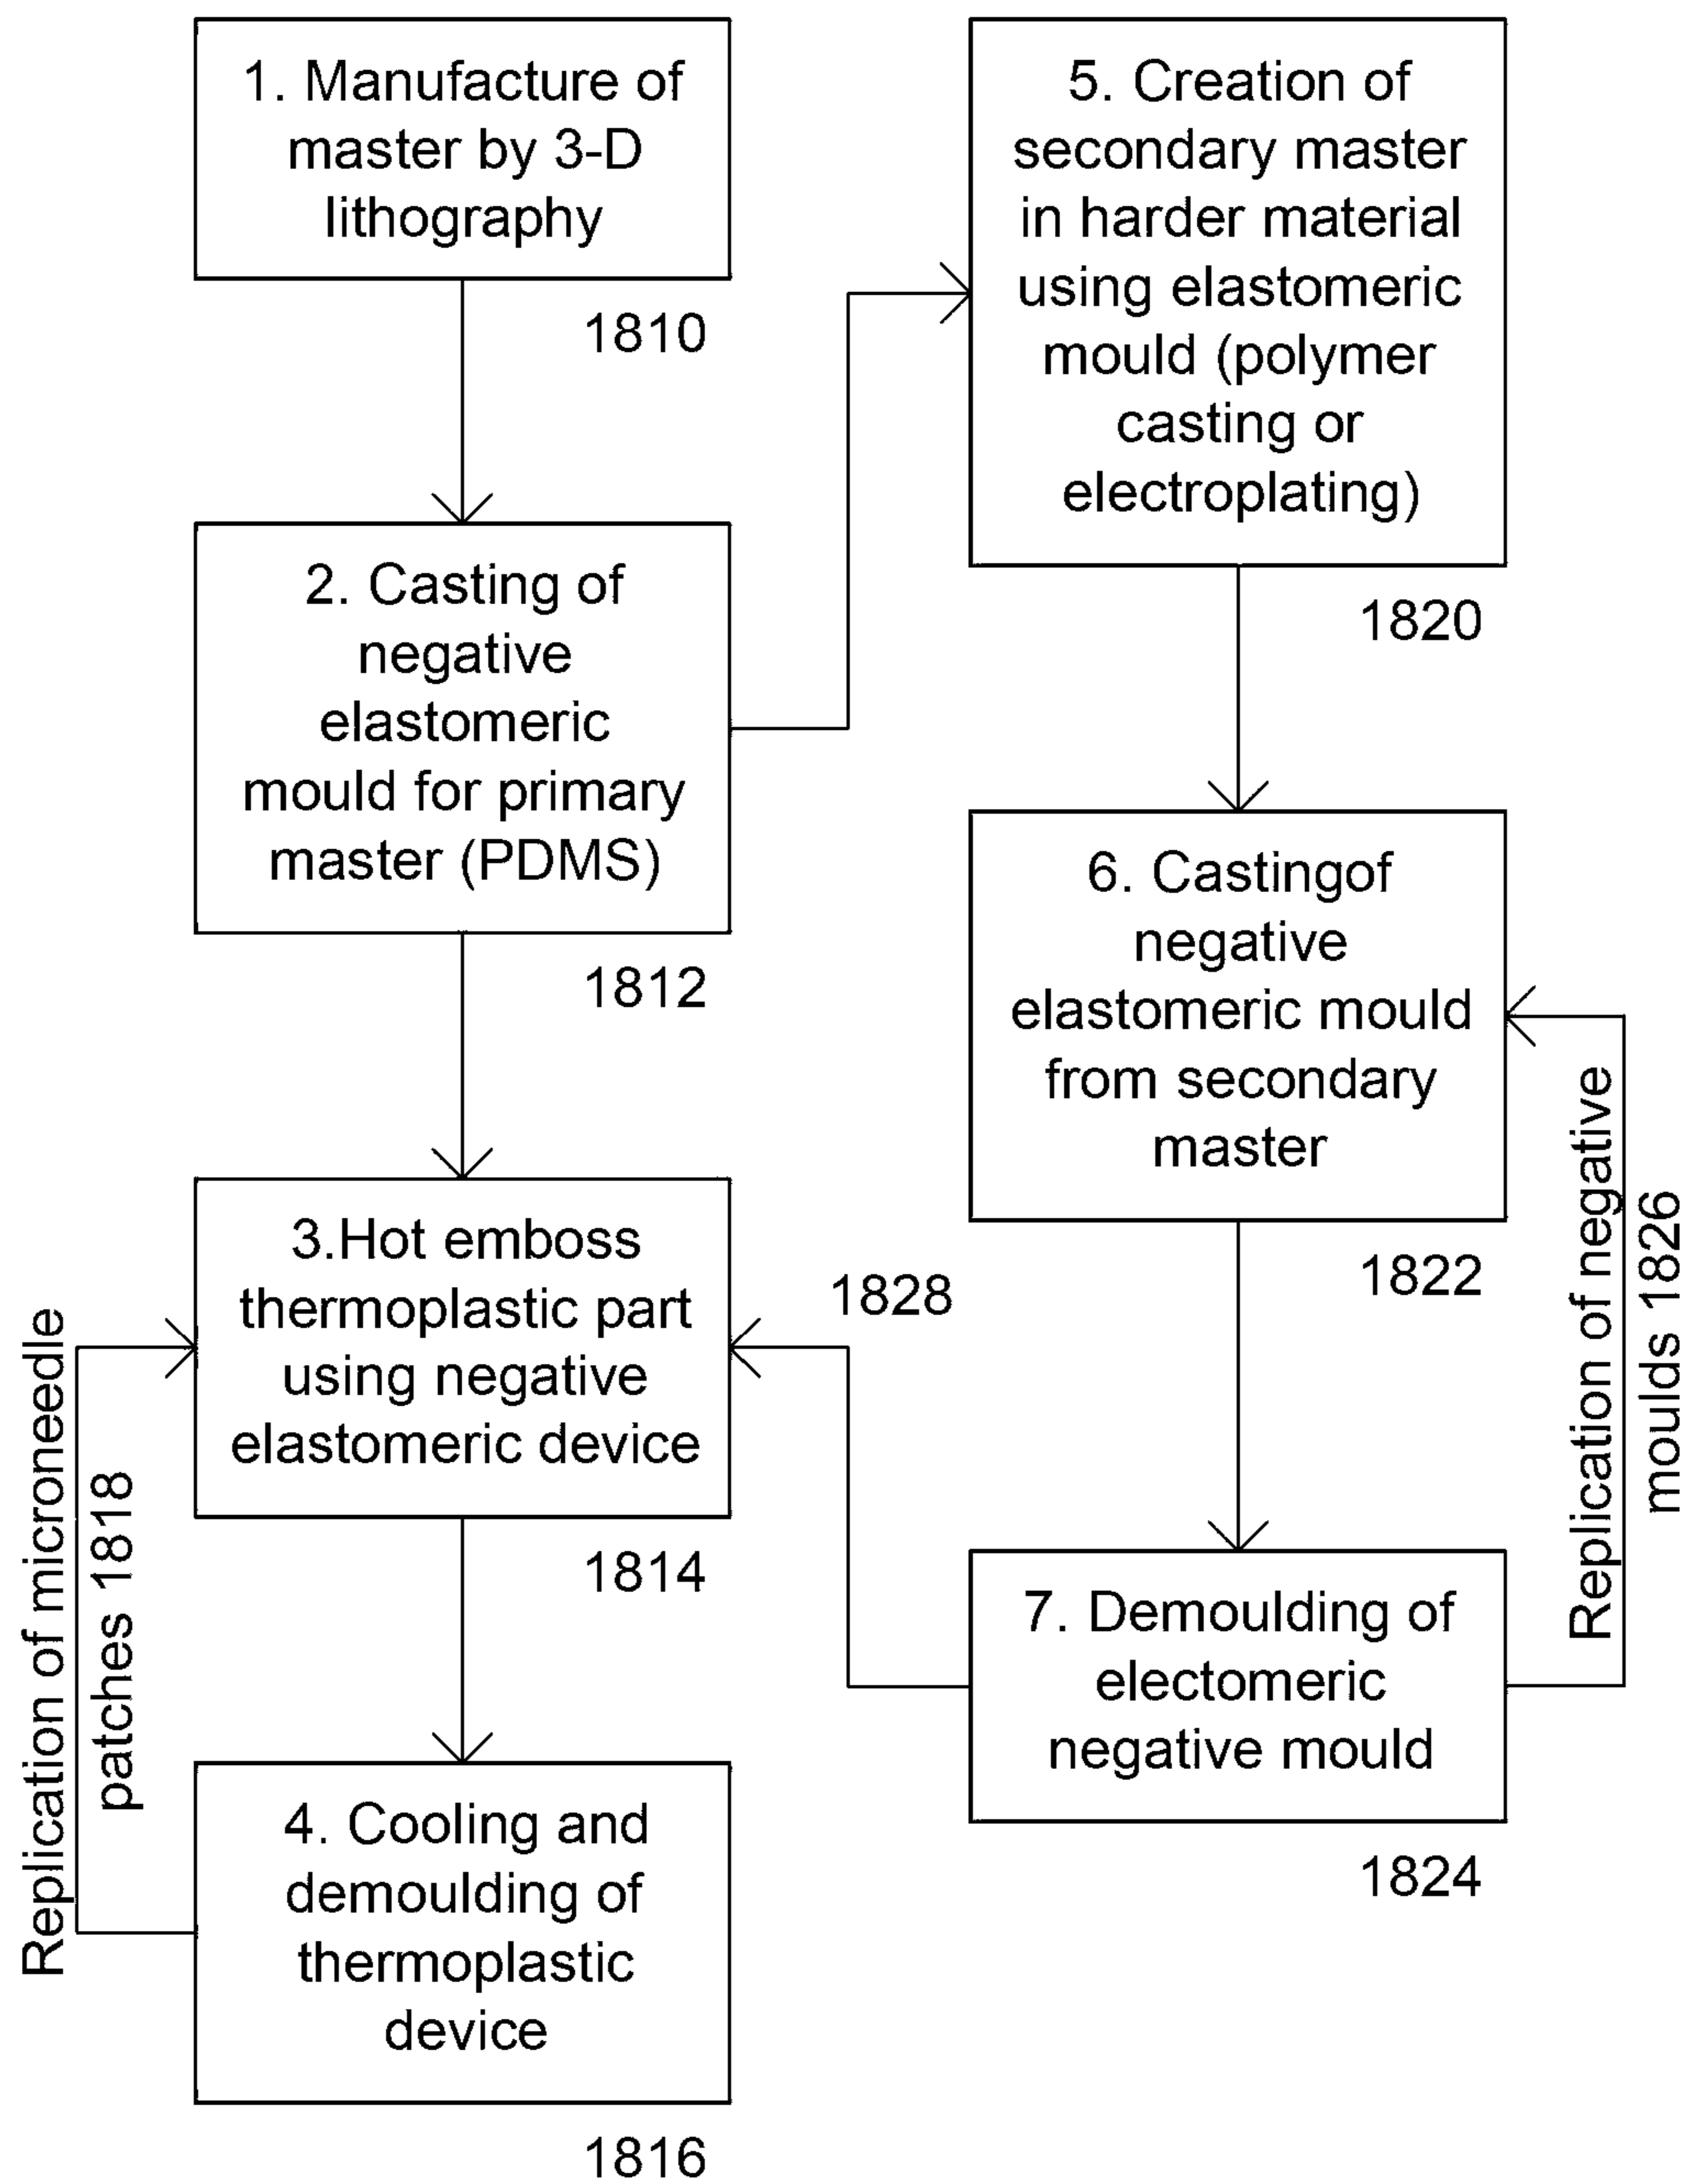 1. Manufacture of
master by 3-D
lithography
1810
2. Casting of
negative
elastomeric
mould for primary
master (PDMS)
1812
3.Hot emboss
thermoplastic part
using negative
elastomeric device
1814
4. Cooling and
demoulding of
thermoplastic
device
1816
Replication of microneedle
patches 1818
5. Creation of
secondary master
in harder material
using elastomeric
mould (polymer
casting or
electroplating)
1820
6. Castingof
negative
elastomeric mould
from secondary
master
1822
7. Demoulding of
electomeric
negative mould
1824
Replication of negative
moulds 1826
1828